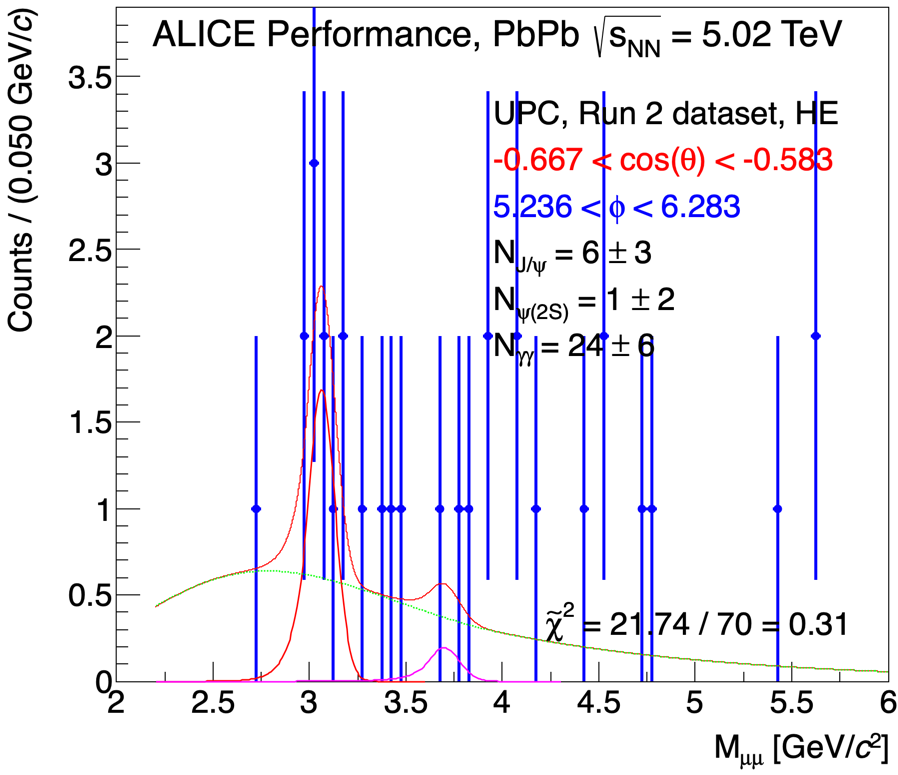 ALICE Performance, PbPb √sNN = 5.02 TeV
UPC, Run 2 dataset, HE
-0.667 < cos(θ) < -0.583
5.236 < ϕ < 6.283
NJ/ψ = 6 ± 3
Nψ(2S) = 1 ± 2
Nγγ = 24 ± 6
χ̃² = 21.74 / 70 = 0.31
Counts / (0.050 GeV/c)
3.5
3
2.5
2
1.5
1
0.5
0
2 2.5 3 3.5 4 4.5 5 5.5 6
Mμμ [GeV/c²]